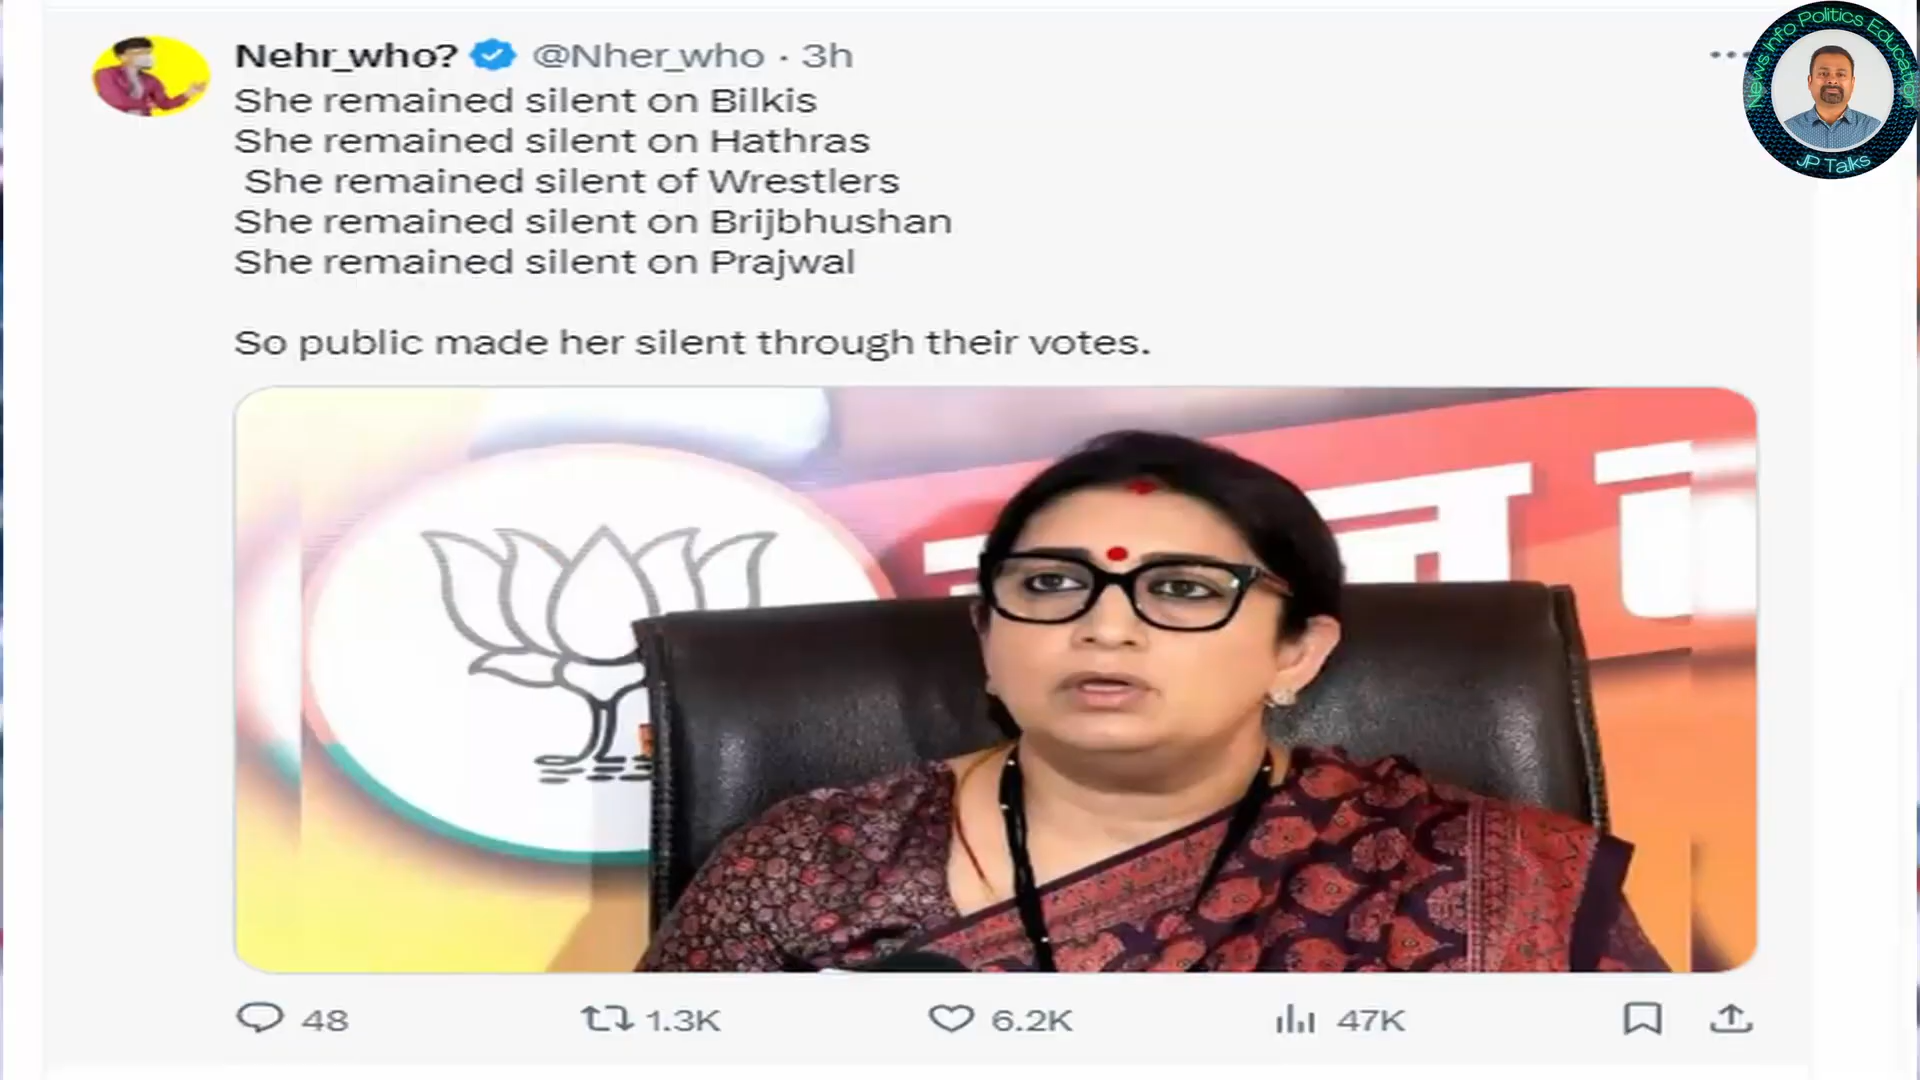 Nehr_who? @Nher_who · 3h
She remained silent on Bilkis
She remained silent on Hathras
She remained silent of Wrestlers
She remained silent on Brijbhushan
She remained silent on Prajwal
So public made her silent through their votes.
48 1.3K 6.2K 47K
News Info Politics Education
JP Talks